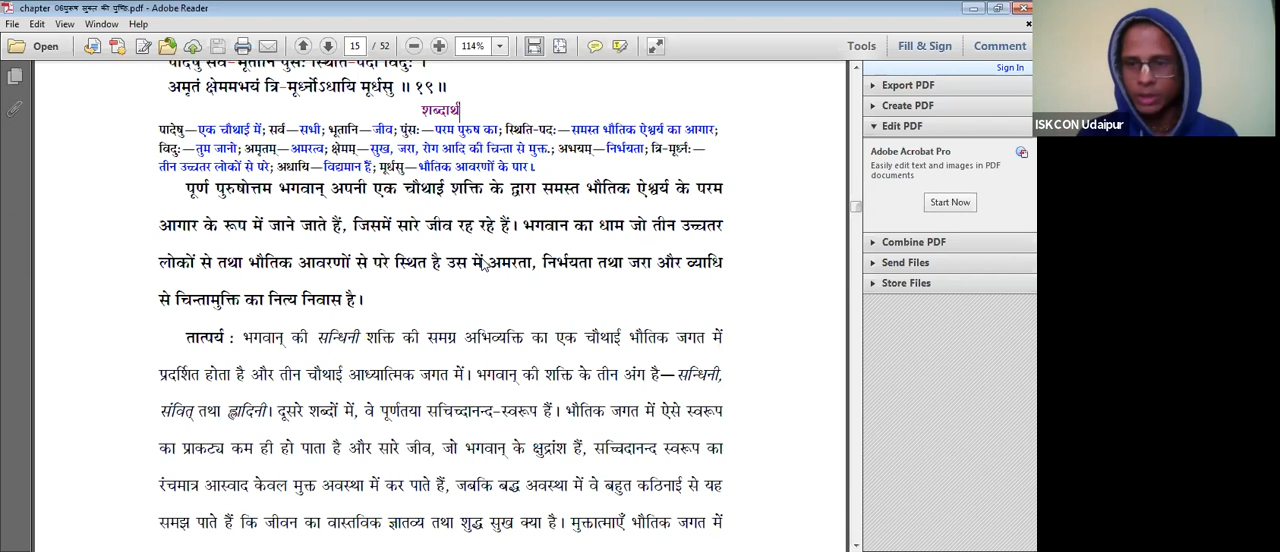 chapter 06पुरुष सूक्त की पुष्टि.pdf - Adobe Reader
File Edit View Window Help
Open 15 / 52 114% Tools Fill & Sign Comment
Sign In
Export PDF
Create PDF
Edit PDF
Adobe Acrobat Pro
Easily edit text and images in PDF documents
Start Now
Combine PDF
Send Files
Store Files
ISKCON Udaipur
पादेषु सर्व-भूतानि पुंसः स्थिति-पदो विदुः ।
अमृतं क्षेममभयं त्रि-मूर्ध्नोऽधायि मूर्धसु ॥ १९॥
शब्दार्थ
पादेषु—एक चौथाई में; सर्व—सभी; भूतानि—जीव; पुंसः—परम पुरुष का; स्थिति-पदः—समस्त भौतिक ऐश्वर्य का आगार;
विदुः—तुम जानो; अमृतम्—अमरत्व; क्षेमम्—सुख, जरा, रोग आदि की चिन्ता से मुक्त.; अभयम्—निर्भयता; त्रि-मूर्ध्नः—
तीन उच्चतर लोकों से परे; अधायि—विद्यमान हैं; मूर्धसु—भौतिक आवरणों के पार।
पूर्ण पुरुषोत्तम भगवान् अपनी एक चौथाई शक्ति के द्वारा समस्त भौतिक ऐश्वर्य के परम
आगार के रूप में जाने जाते हैं, जिसमें सारे जीव रह रहे हैं। भगवान का धाम जो तीन उच्चतर
लोकों से तथा भौतिक आवरणों से परे स्थित है उस में अमरता, निर्भयता तथा जरा और व्याधि
से चिन्तामुक्ति का नित्य निवास है।
तात्पर्य : भगवान् की सन्धिनी शक्ति की समग्र अभिव्यक्ति का एक चौथाई भौतिक जगत में
प्रदर्शित होता है और तीन चौथाई आध्यात्मिक जगत में। भगवान् की शक्ति के तीन अंग है—सन्धिनी,
संवित् तथा ह्लादिनी। दूसरे शब्दों में, वे पूर्णतया सच्चिदानन्द-स्वरूप हैं। भौतिक जगत में ऐसे स्वरूप
का प्राकट्य कम ही हो पाता है और सारे जीव, जो भगवान् के क्षुद्रांश हैं, सच्चिदानन्द स्वरूप का
रंचमात्र आस्वाद केवल मुक्त अवस्था में कर पाते हैं, जबकि बद्ध अवस्था में वे बहुत कठिनाई से यह
समझ पाते हैं कि जीवन का वास्तविक ज्ञातव्य तथा शुद्ध सुख क्या है। मुक्तात्माएँ भौतिक जगत में